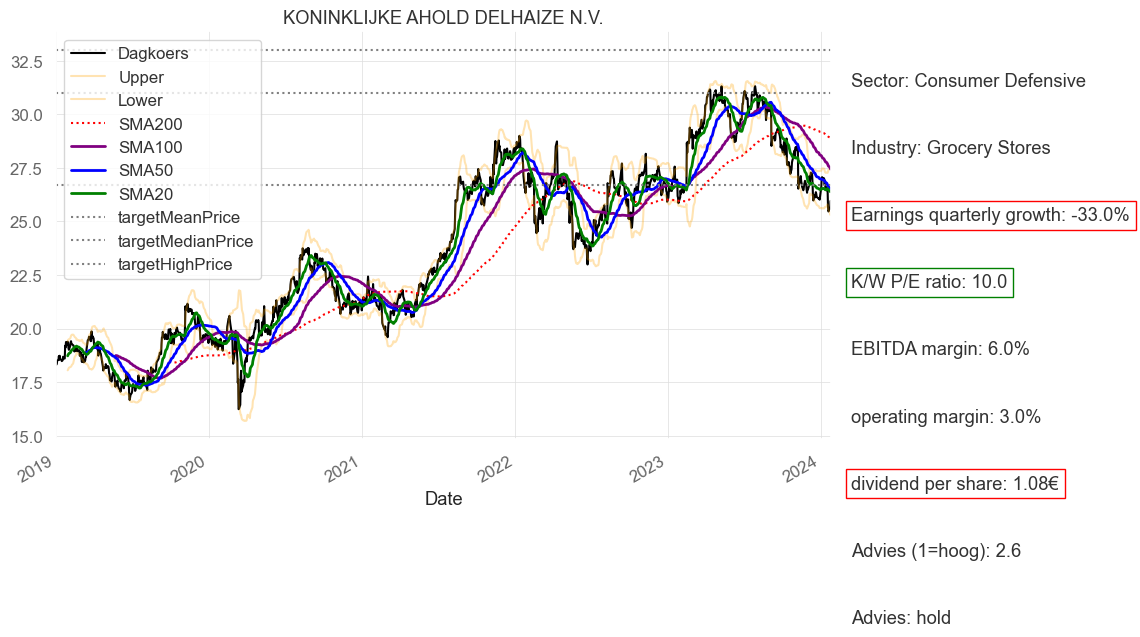 KONINKLIJKE AHOLD DELHAIZE N.V.
Dagkoers
Upper
Lower
SMA200
SMA100
SMA50
SMA20
targetMeanPrice
targetMedianPrice
targetHighPrice
32.5
30.0
27.5
25.0
22.5
20.0
17.5
15.0
2019
2020
2021
2022
2023
2024
Date
Sector: Consumer Defensive
Industry: Grocery Stores
Earnings quarterly growth: -33.0%
K/W P/E ratio: 10.0
EBITDA margin: 6.0%
operating margin: 3.0%
dividend per share: 1.08€
Advies (1=hoog): 2.6
Advies: hold